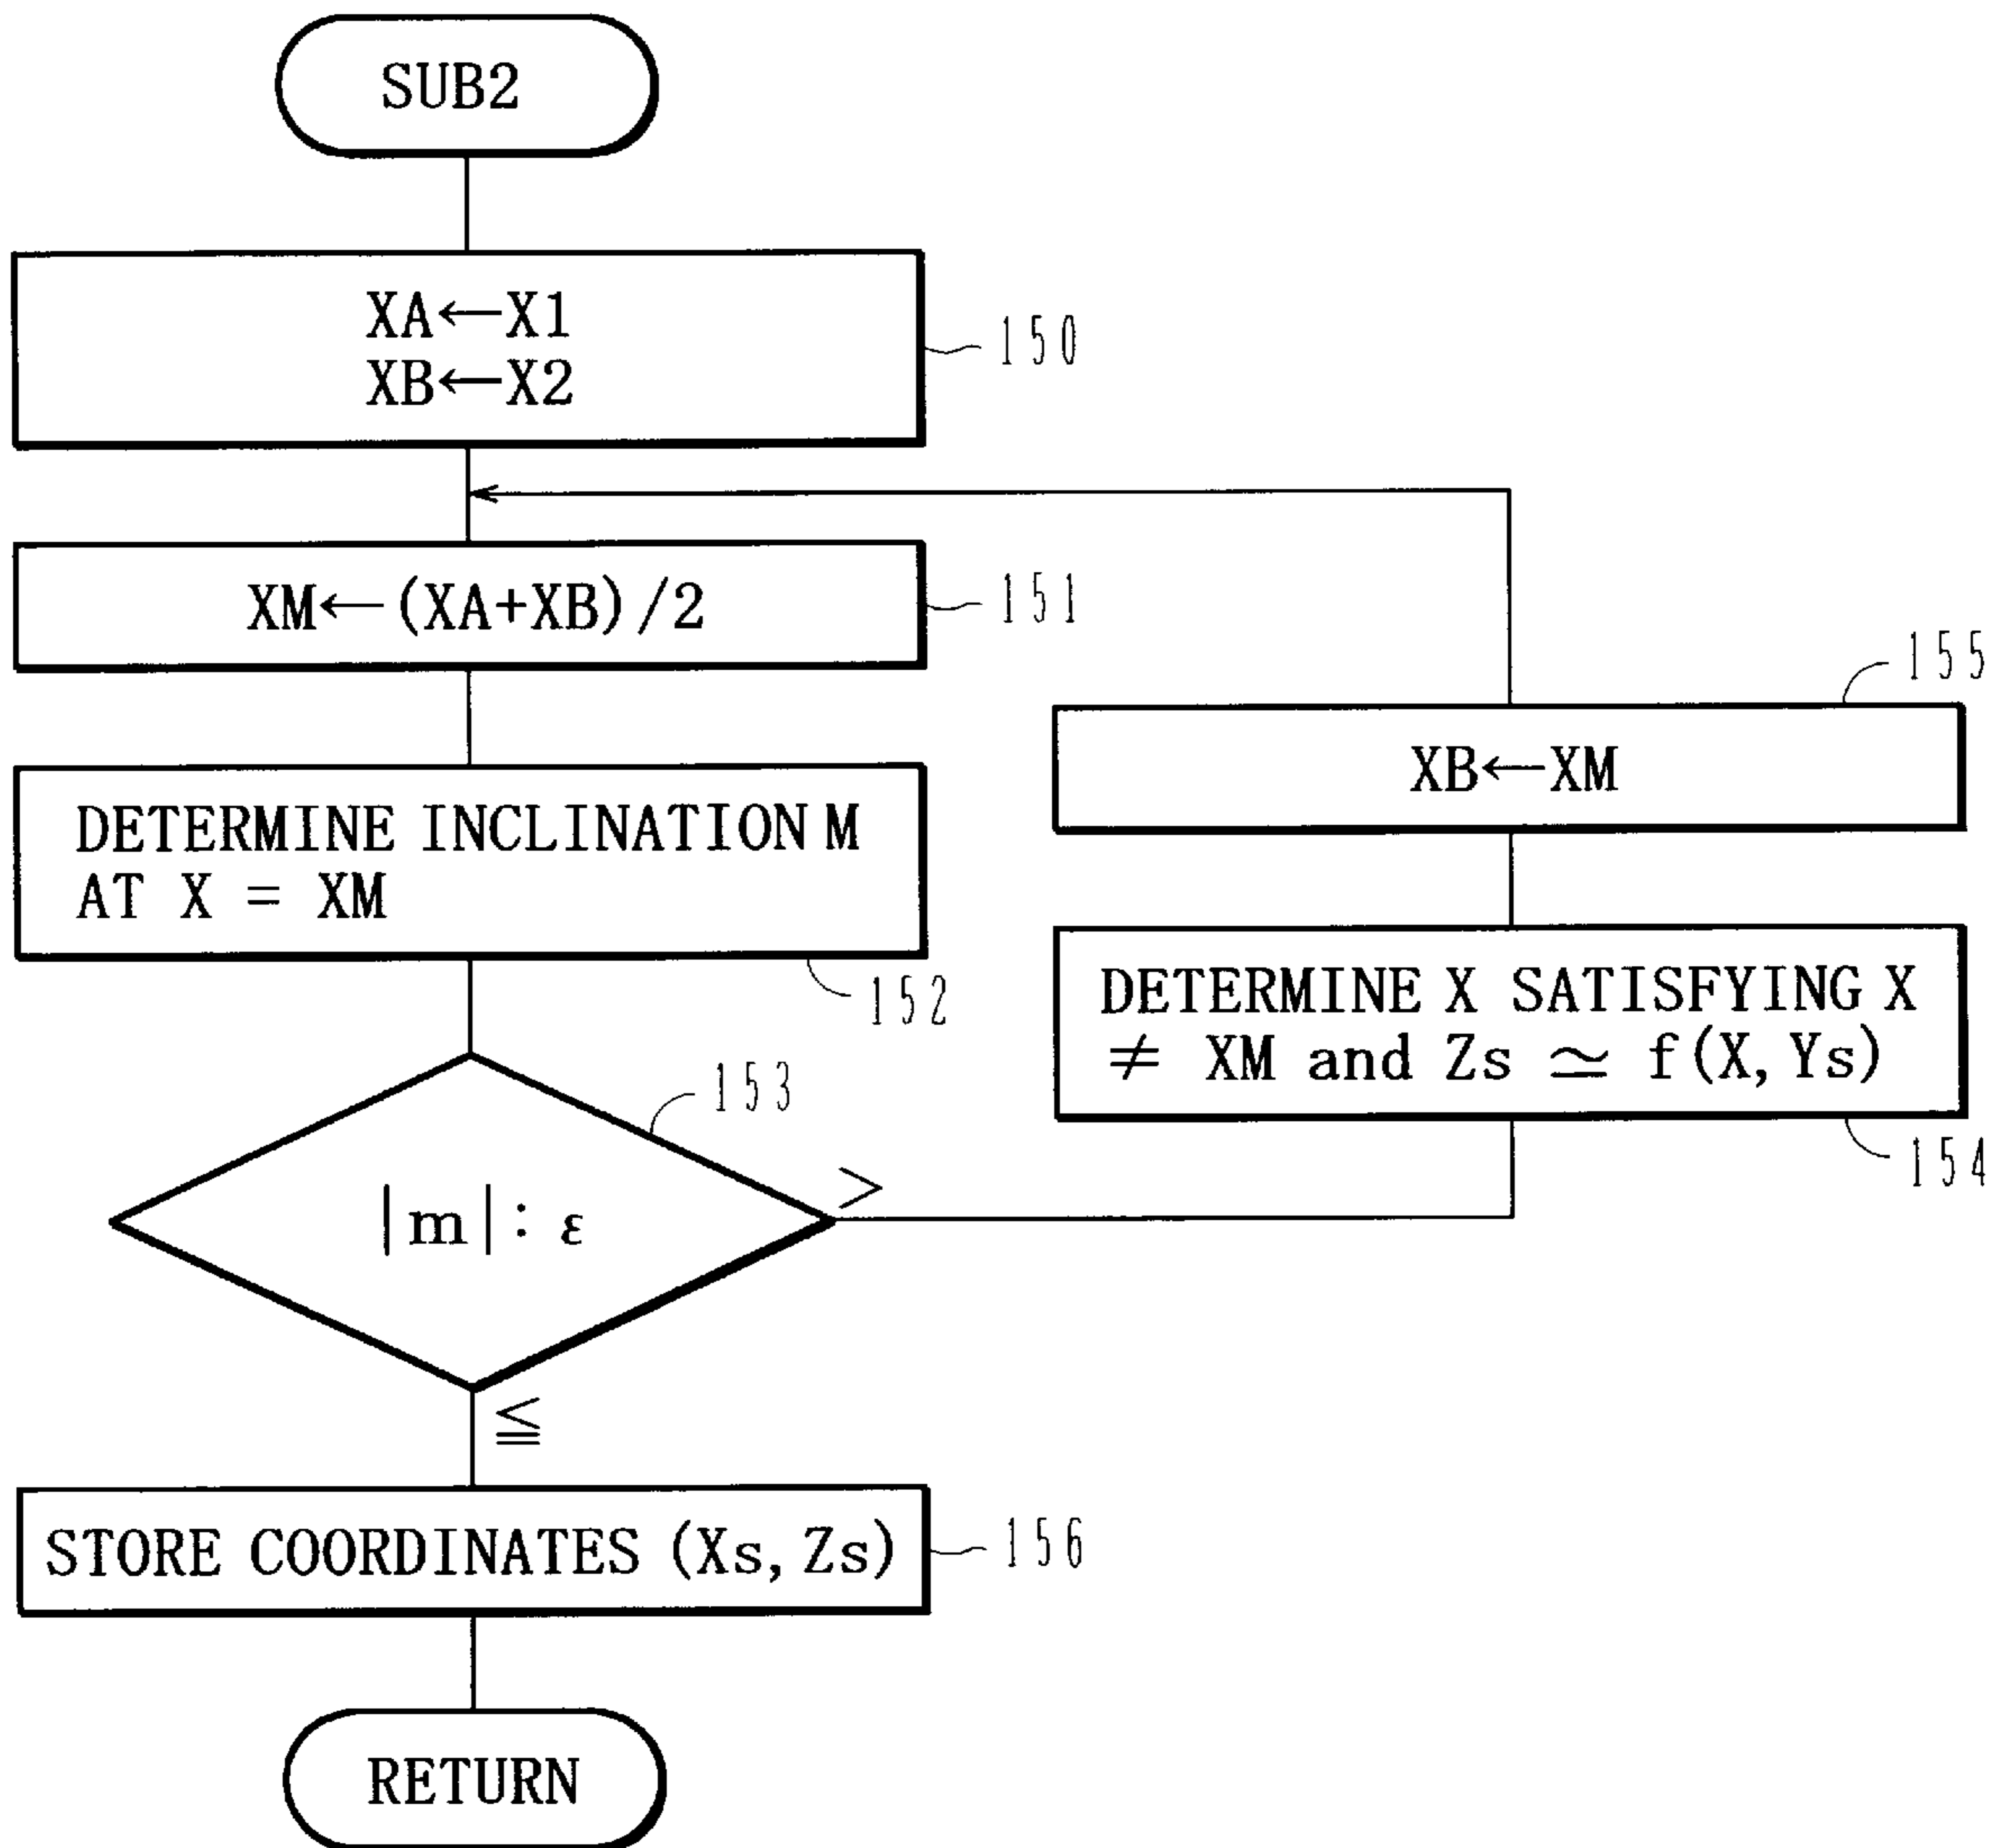 SUB2
XA←X1
XB←X2
150
XM←(XA+XB)/2
151
DETERMINE INCLINATION M
AT X = XM
152
|m|: ε
153
>
DETERMINE X SATISFYING X
≠ XM and Zs ≃ f(X, Ys)
154
XB←XM
155
≦
STORE COORDINATES (Xs, Zs)
156
RETURN